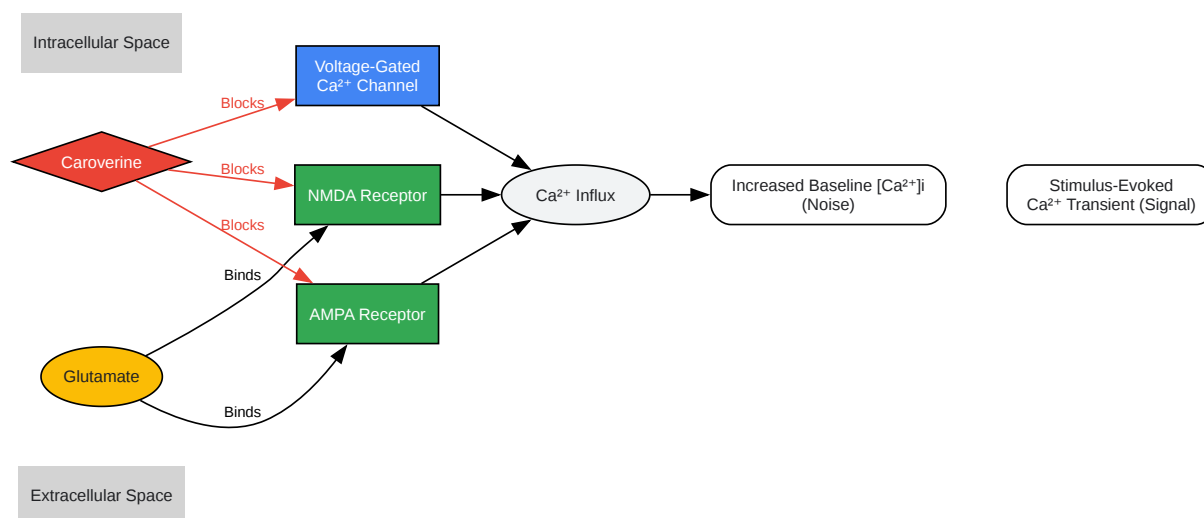 Intracellular Space
Voltage-Gated
Ca²⁺ Channel
Blocks
Caroverine
Blocks
NMDA Receptor
Ca²⁺ Influx
Increased Baseline [Ca²⁺]i
(Noise)
Stimulus-Evoked
Ca²⁺ Transient (Signal)
Blocks
Binds
AMPA Receptor
Glutamate
Binds
Extracellular Space